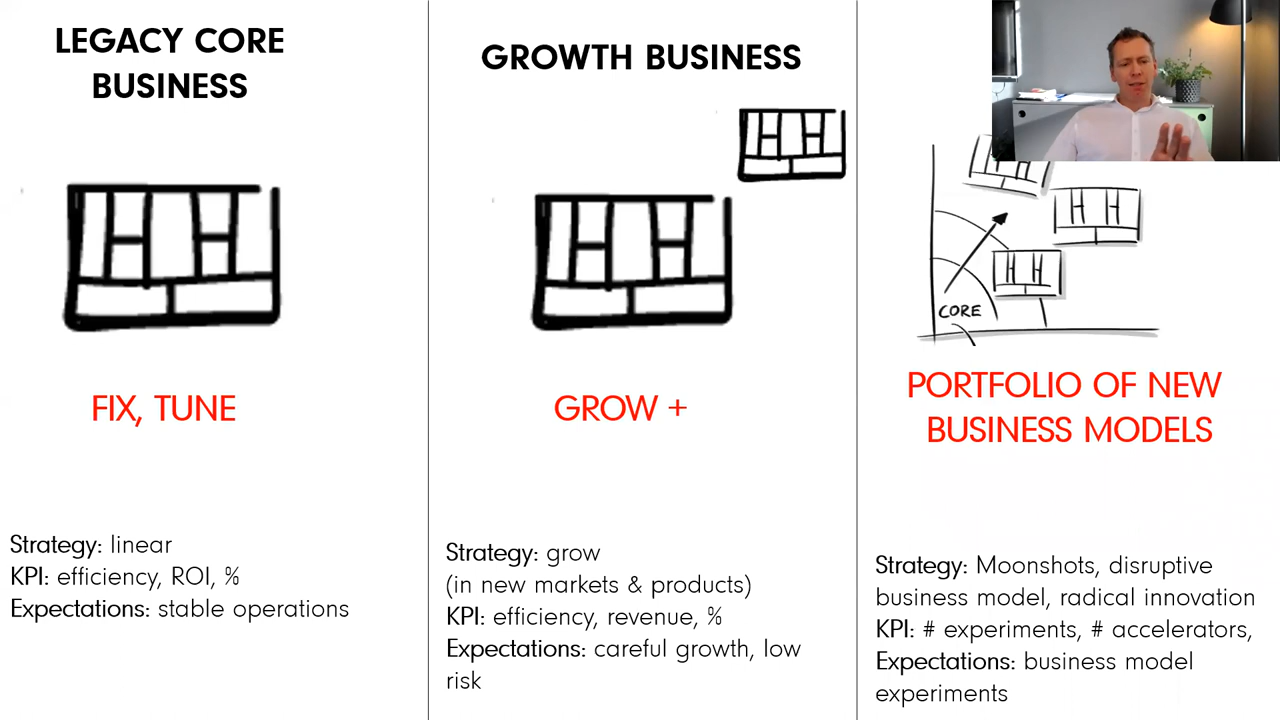 LEGACY CORE
BUSINESS
FIX, TUNE
Strategy: linear
KPI: efficiency, ROI, %
Expectations: stable operations
GROWTH BUSINESS
GROW +
Strategy: grow
(in new markets & products)
KPI: efficiency, revenue, %
Expectations: careful growth, low
risk
CORE
PORTFOLIO OF NEW
BUSINESS MODELS
Strategy: Moonshots, disruptive
business model, radical innovation
KPI: # experiments, # accelerators,
Expectations: business model
experiments